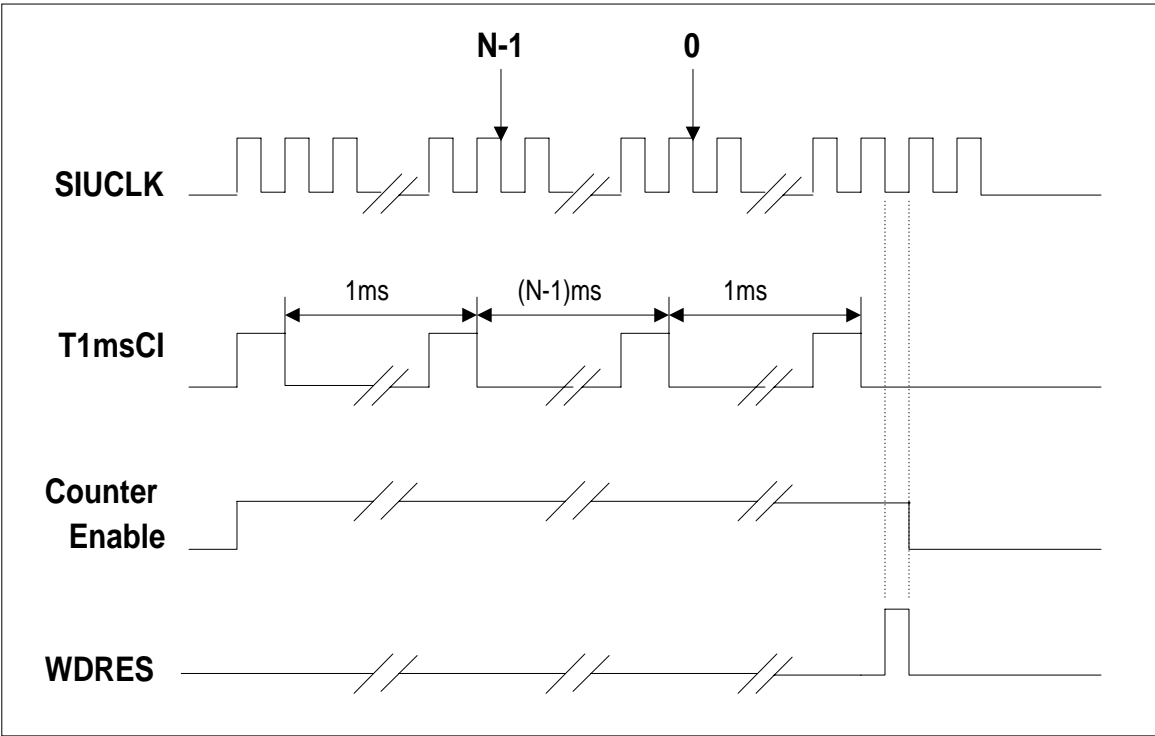 N-1 0
SIUCLK
1ms (N-1)ms 1ms
T1msCI
Counter
Enable
WDRES